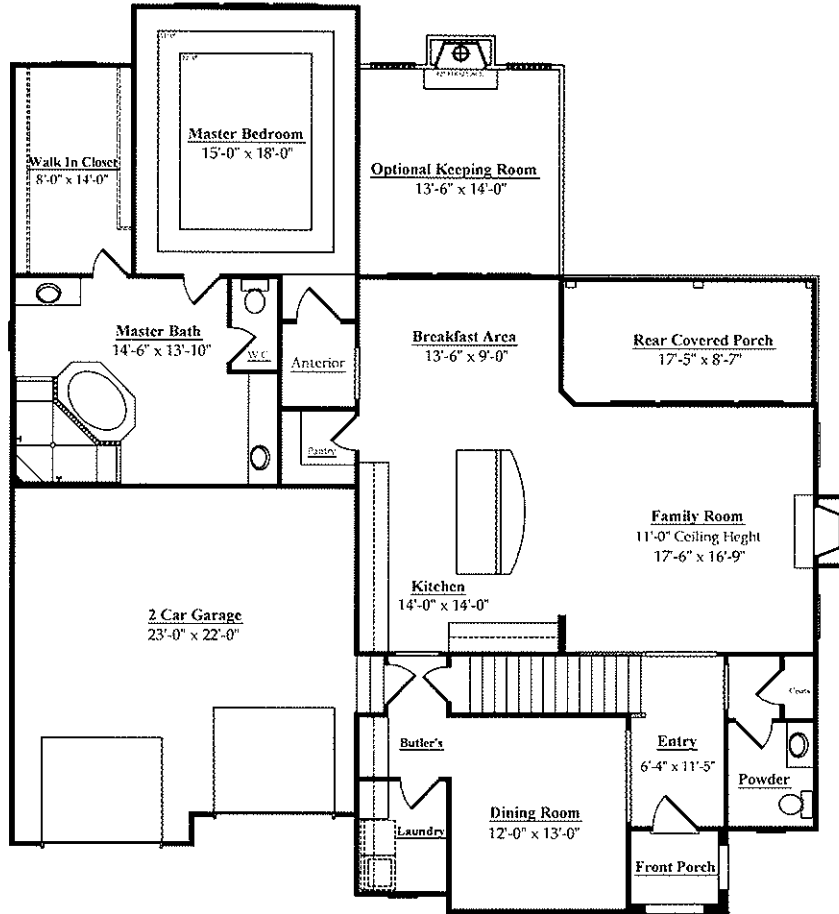 Master Bedroom
15'-0" x 18'-0"
Walk In Closet
8'-0" x 14'-0"
Optional Keeping Room
13'-6" x 14'-0"
Master Bath
14'-6" x 13'-10"
W.C.
Anterior
Breakfast Area
13'-6" x 9'-0"
Rear Covered Porch
17'-5" x 8'-7"
Pantry
Family Room
11'-0" Ceiling Heght
17'-6" x 16'-9"
Kitchen
14'-0" x 14'-0"
2 Car Garage
23'-0" x 22'-0"
Coats
Butler's
Entry
6'-4" x 11'-5"
Powder
Dining Room
12'-0" x 13'-0"
Laundry
Front Porch